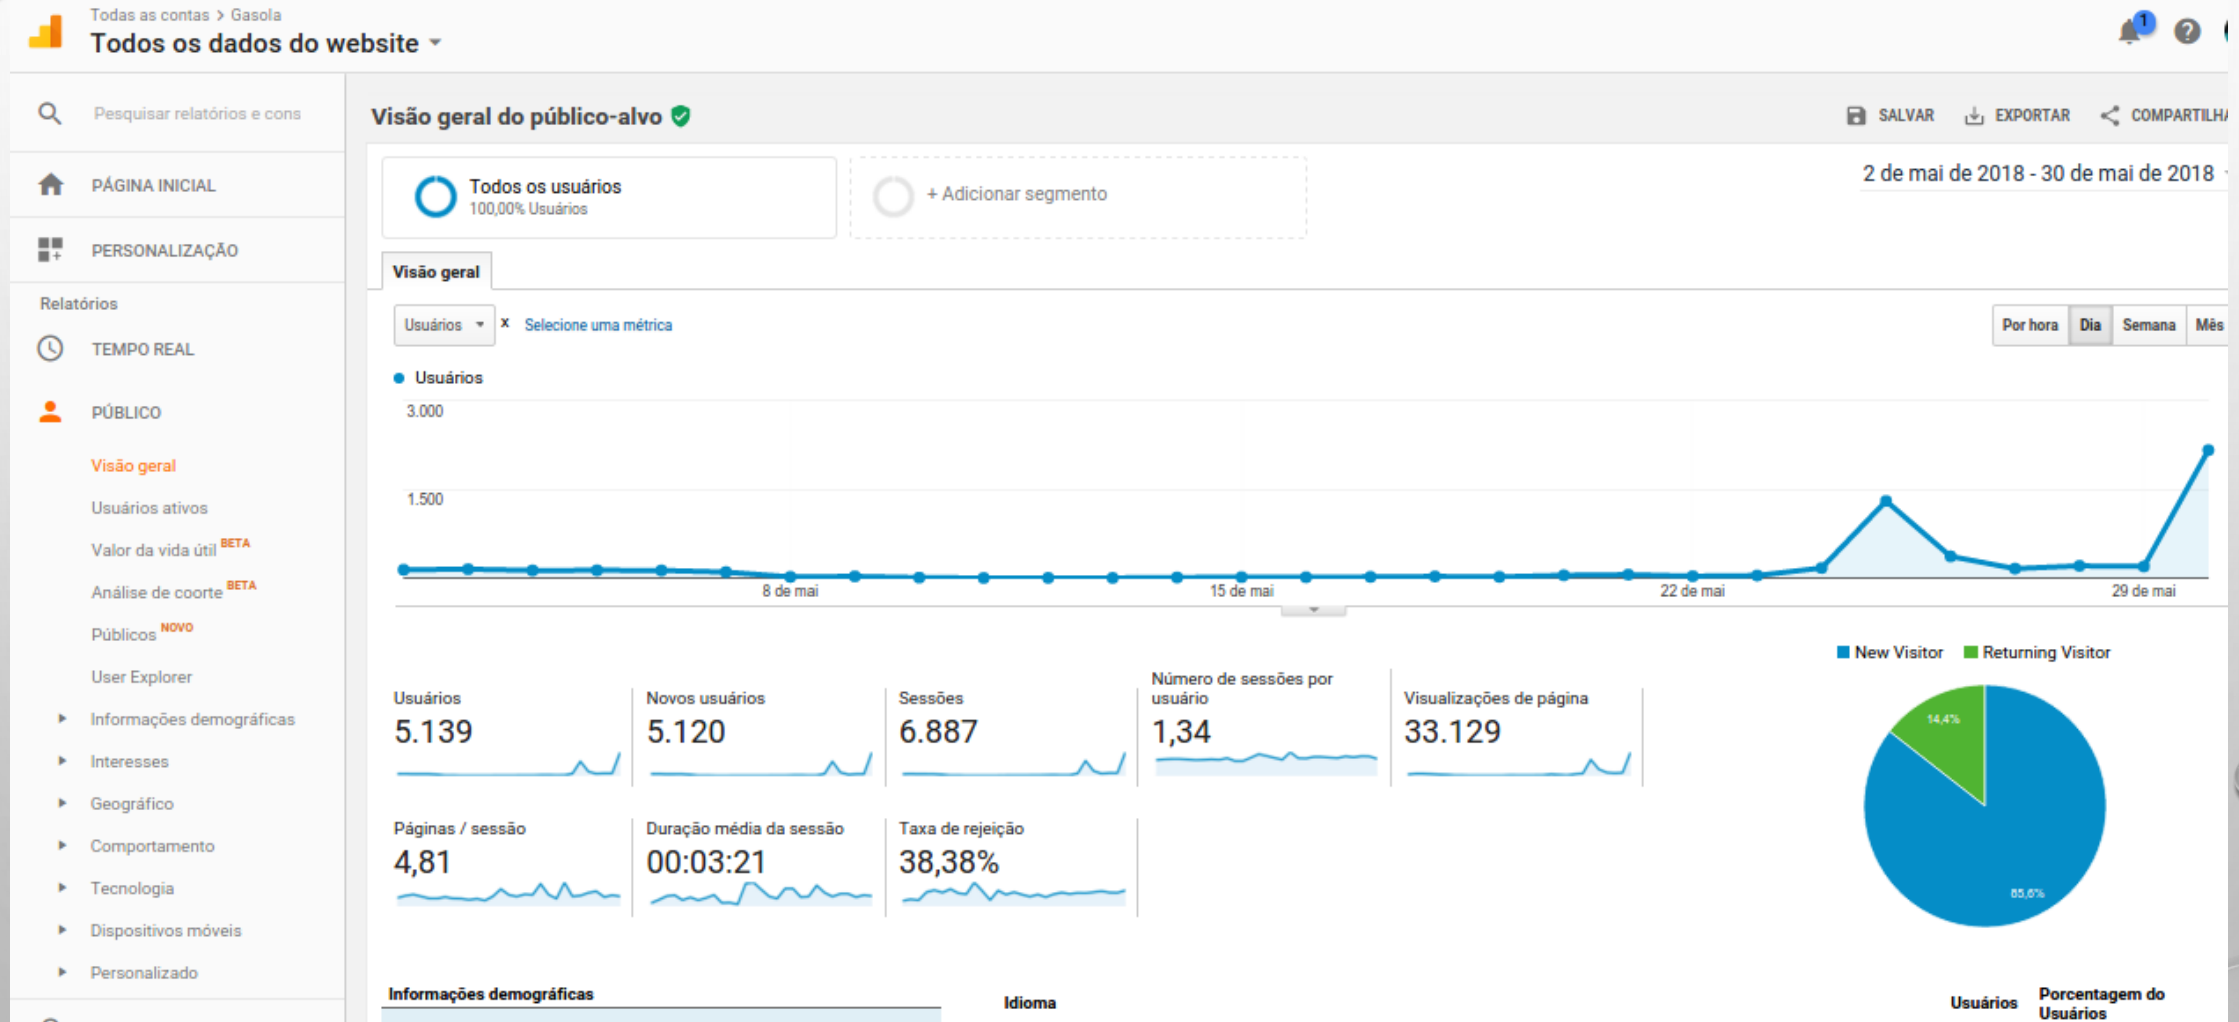 Todas as contas > Gasola
Todos os dados do website
1
Pesquisar relatórios e cons
PÁGINA INICIAL
PERSONALIZAÇÃO
Relatórios
TEMPO REAL
PÚBLICO
Visão geral
Usuários ativos
Valor da vida útil BETA
Análise de coorte BETA
Públicos NOVO
User Explorer
Informações demográficas
Interesses
Geográfico
Comportamento
Tecnologia
Dispositivos móveis
Personalizado
Visão geral do público-alvo
SALVAR
EXPORTAR
COMPARTILHA
2 de mai de 2018 - 30 de mai de 2018
Todos os usuários
100,00% Usuários
+ Adicionar segmento
Visão geral
Usuários x Selecione uma métrica
Por hora Dia Semana Mês
Usuários
3.000
1.500
8 de mai 15 de mai 22 de mai 29 de mai
New Visitor Returning Visitor
14,4%
85,6%
Usuários
5.139
Novos usuários
5.120
Sessões
6.887
Número de sessões por
usuário
1,34
Visualizações de página
33.129
Páginas / sessão
4,81
Duração média da sessão
00:03:21
Taxa de rejeição
38,38%
Informações demográficas
Idioma
Usuários
Porcentagem do
Usuários